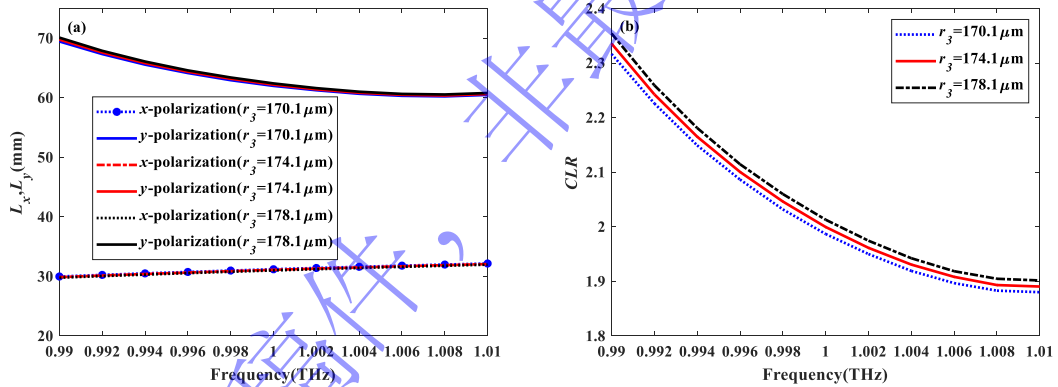 (a)
70
60
50
40
30
20
L_x,L_y(mm)
x-polarization(r_3=170.1μm)
y-polarization(r_3=170.1μm)
x-polarization(r_3=174.1μm)
y-polarization(r_3=174.1μm)
x-polarization(r_3=178.1μm)
y-polarization(r_3=178.1μm)
0.99 0.992 0.994 0.996 0.998 1 1.002 1.004 1.006 1.008 1.01
Frequency(THz)
(b)
2.4
2.3
2.2
2.1
2
1.9
1.8
CLR
r_3=170.1μm
r_3=174.1μm
r_3=178.1μm
0.99 0.992 0.994 0.996 0.998 1 1.002 1.004 1.006 1.008 1.01
Frequency(THz)
稿件，非最